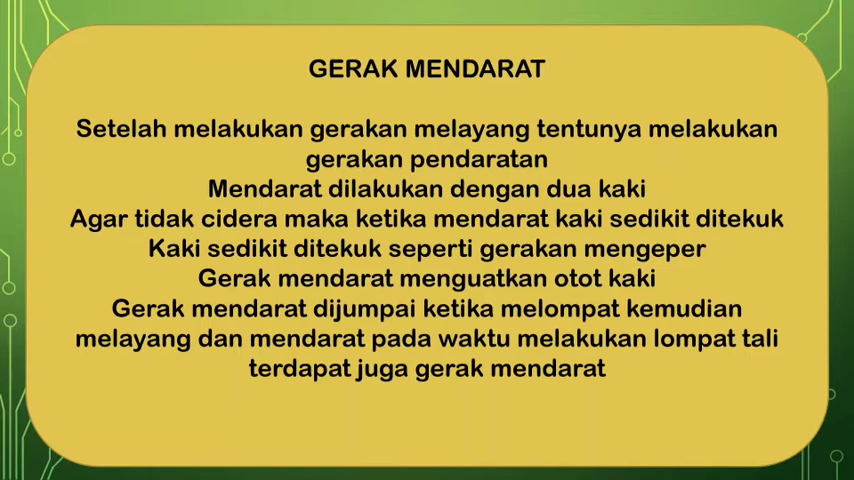 GERAK MENDARAT
Setelah melakukan gerakan melayang tentunya melakukan
gerakan pendaratan
Mendarat dilakukan dengan dua kaki
Agar tidak cidera maka ketika mendarat kaki sedikit ditekuk
Kaki sedikit ditekuk seperti gerakan mengeper
Gerak mendarat menguatkan otot kaki
Gerak mendarat dijumpai ketika melompat kemudian
melayang dan mendarat pada waktu melakukan lompat tali
terdapat juga gerak mendarat